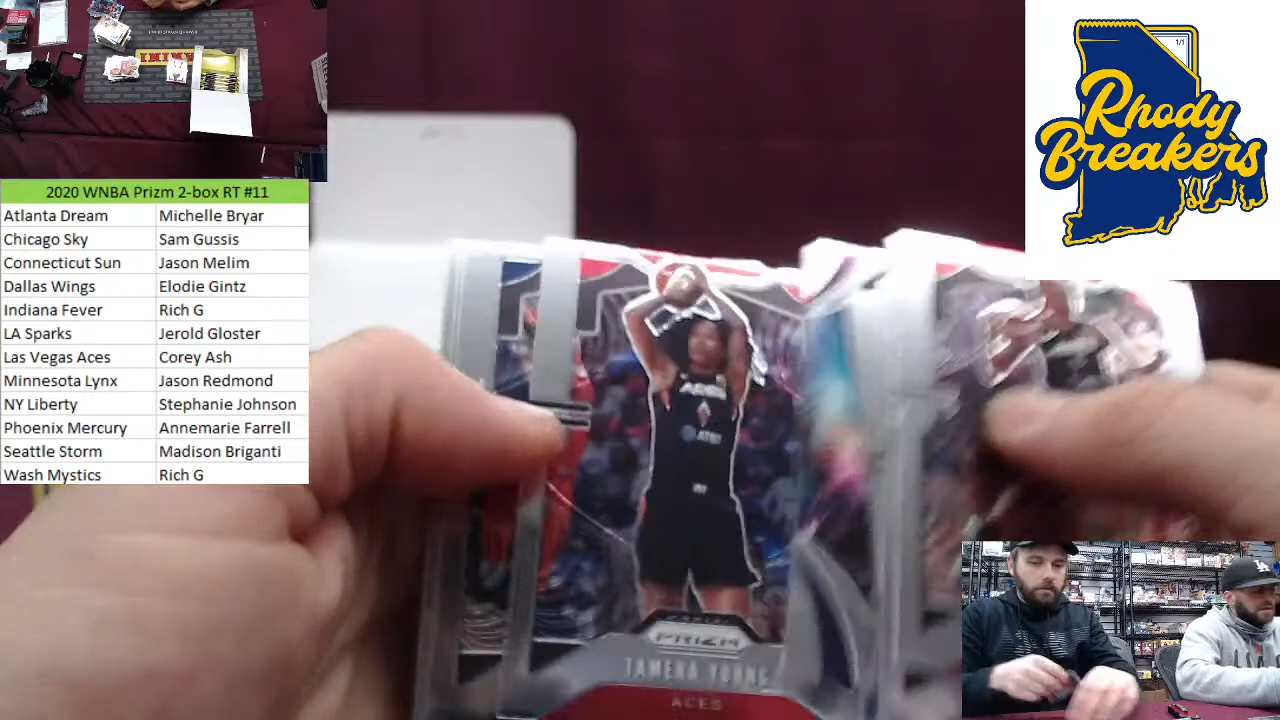 1/1
Rhody
Breakers
2020 WNBA Prizm 2-box RT #11
Atlanta Dream Michelle Bryar
Chicago Sky Sam Gussis
Connecticut Sun Jason Melim
Dallas Wings Elodie Gintz
Indiana Fever Rich G
LA Sparks Jerold Gloster
Las Vegas Aces Corey Ash
Minnesota Lynx Jason Redmond
NY Liberty Stephanie Johnson
Phoenix Mercury Annemarie Farrell
Seattle Storm Madison Briganti
Wash Mystics Rich G
PRIZM
TAMERA YOUNG
ACES